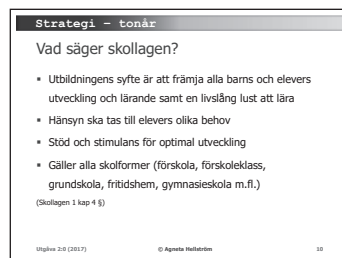 Strategi – tonår
Vad säger skollagen?
▪ Utbildningens syfte är att främja alla barns och elevers
utveckling och lärande samt en livslång lust att lära
▪ Hänsyn ska tas till elevers olika behov
▪ Stöd och stimulans för optimal utveckling
▪ Gäller alla skolformer (förskola, förskoleklass,
grundskola, fritidshem, gymnasieskola m.fl.)
(Skollagen 1 kap 4 §)
Utgåva 2:0 (2017) © Agneta Hellström 10